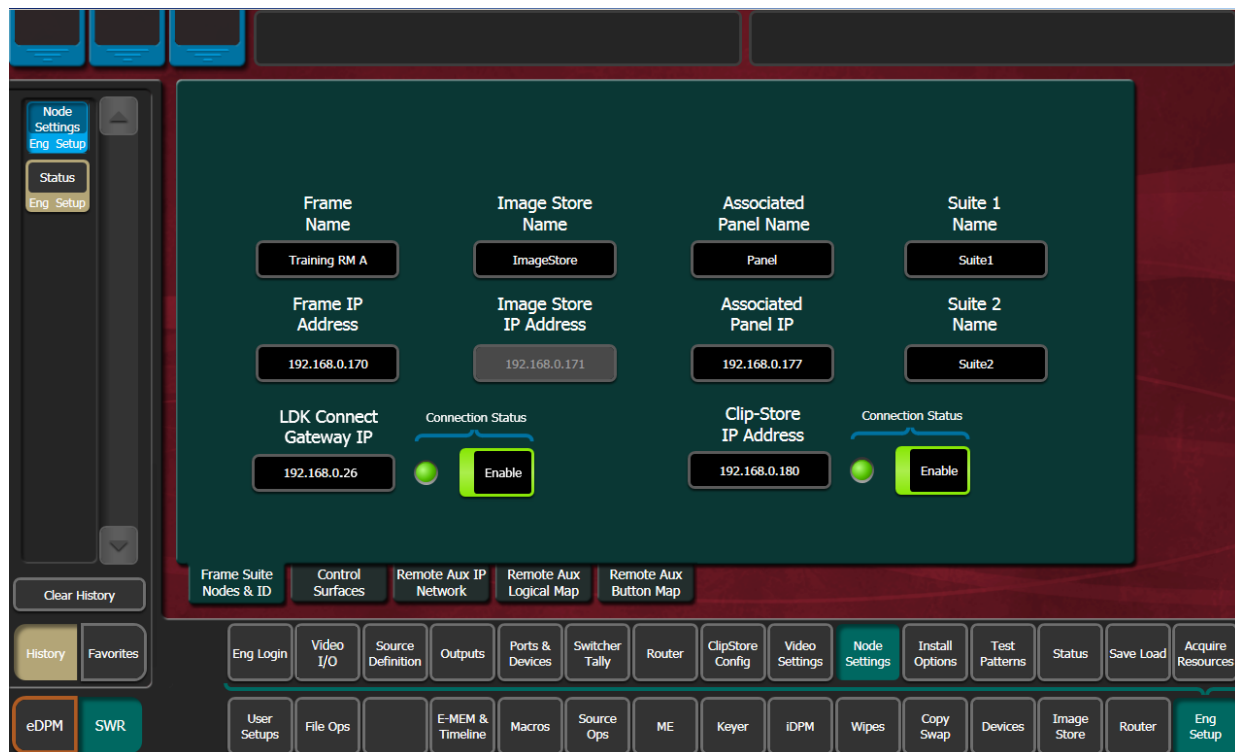 Node
Settings
Eng Setup
Status
Eng Setup
Frame
Name
Image Store
Name
Associated
Panel Name
Suite 1
Name
Training RM A
ImageStore
Panel
Suite1
Frame IP
Address
Image Store
IP Address
Associated
Panel IP
Suite 2
Name
192.168.0.170
192.168.0.171
192.168.0.177
Suite2
LDK Connect
Gateway IP
Connection Status
Clip-Store
IP Address
Connection Status
192.168.0.26
Enable
192.168.0.180
Enable
Frame Suite
Nodes & ID
Control
Surfaces
Remote Aux IP
Network
Remote Aux
Logical Map
Remote Aux
Button Map
Clear History
History
Favorites
Eng Login
Video
I/O
Source
Definition
Outputs
Ports &
Devices
Switcher
Tally
Router
ClipStore
Config
Video
Settings
Node
Settings
Install
Options
Test
Patterns
Status
Save Load
Acquire
Resources
eDPM
SWR
User
Setups
File Ops
E-MEM &
Timeline
Macros
Source
Ops
ME
Keyer
iDPM
Wipes
Copy
Swap
Devices
Image
Store
Router
Eng
Setup